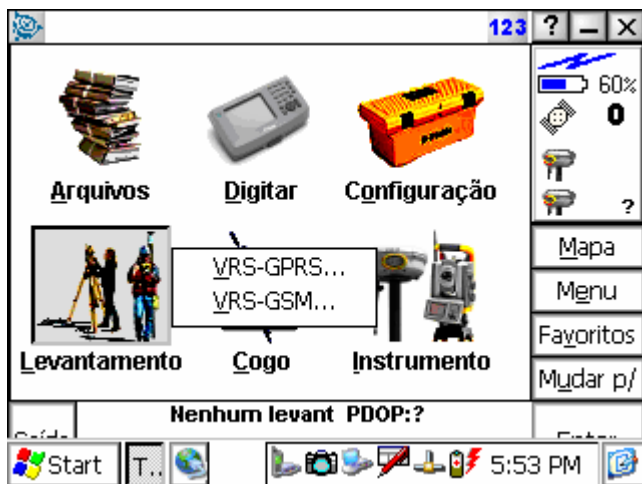 123 ? – X
60%
0
?
Arquivos Digitar Configuração
VRS-GPRS...
VRS-GSM...
Levantamento Cogo Instrumento
Mapa
Menu
Favoritos
Mudar p/
Nenhum levant PDOP:?
Start T.. 5:53 PM